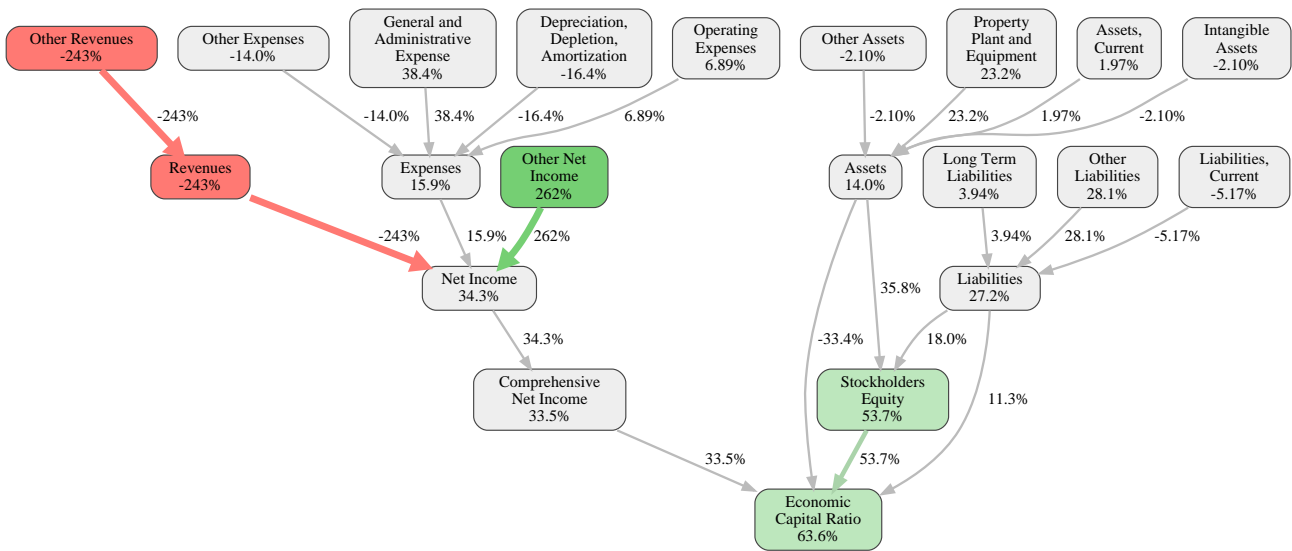 Other Revenues
-243%
Other Expenses
-14.0%
General and
Administrative
Expense
38.4%
Depreciation,
Depletion,
Amortization
-16.4%
Operating
Expenses
6.89%
Other Assets
-2.10%
Property
Plant and
Equipment
23.2%
Assets,
Current
1.97%
Intangible
Assets
-2.10%
-243%
-14.0%
38.4%
-16.4%
6.89%
-2.10%
23.2%
1.97%
-2.10%
Revenues
-243%
Expenses
15.9%
Other Net
Income
262%
Assets
14.0%
Long Term
Liabilities
3.94%
Other
Liabilities
28.1%
Liabilities,
Current
-5.17%
-243%
15.9%
262%
3.94%
28.1%
-5.17%
Net Income
34.3%
35.8%
Liabilities
27.2%
34.3%
-33.4%
18.0%
Comprehensive
Net Income
33.5%
Stockholders
Equity
53.7%
11.3%
33.5%
53.7%
Economic
Capital Ratio
63.6%